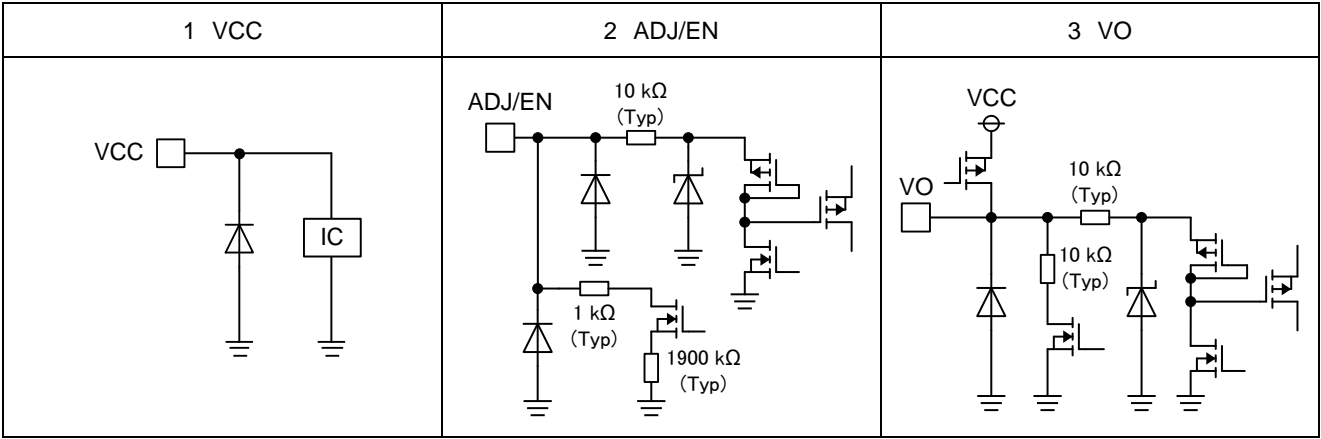 1 VCC
2 ADJ/EN
3 VO
VCC
IC
ADJ/EN
10 kΩ
(Typ)
1 kΩ
(Typ)
1900 kΩ
(Typ)
VCC
VO
10 kΩ
(Typ)
10 kΩ
(Typ)